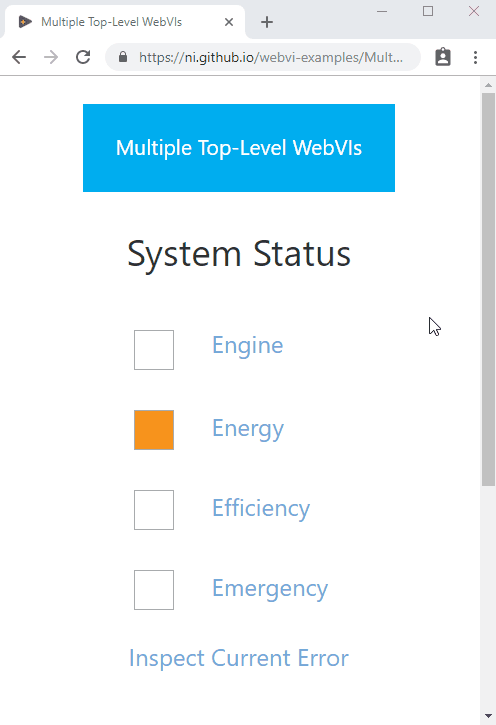 Multiple Top-Level WebVIs
https://ni.github.io/webvi-examples/Mult...
Multiple Top-Level WebVIs
System Status
Engine
Energy
Efficiency
Emergency
Inspect Current Error